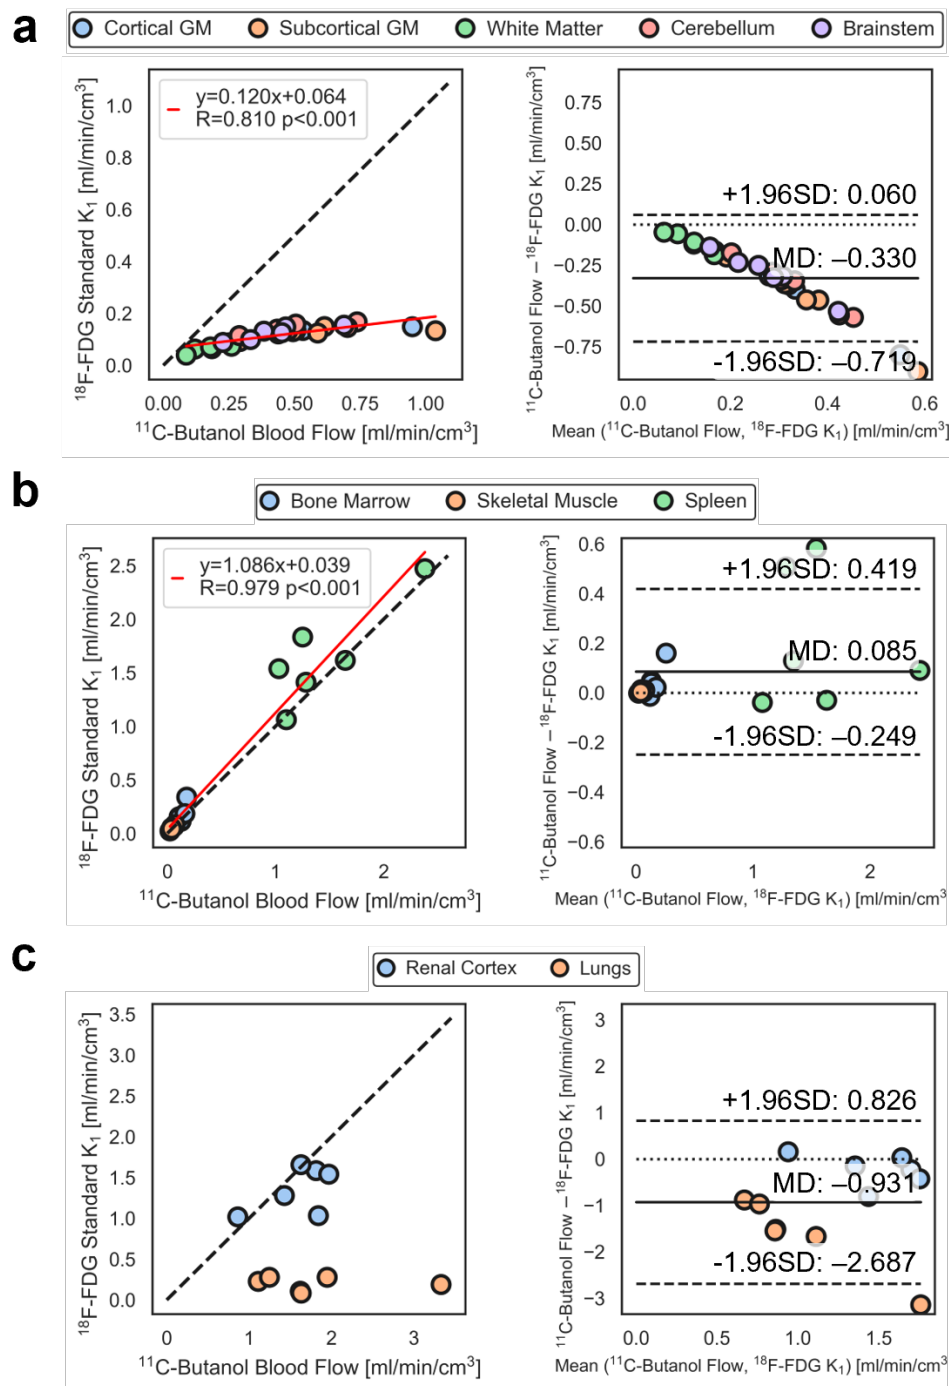 a
Cortical GM Subcortical GM White Matter Cerebellum Brainstem
¹⁸F-FDG Standard K₁ [ml/min/cm³]
y=0.120x+0.064
R=0.810 p<0.001
1.0
0.8
0.6
0.4
0.2
0.0
0.00 0.25 0.50 0.75 1.00
¹¹C-Butanol Blood Flow [ml/min/cm³]
¹¹C-Butanol Flow – ¹⁸F-FDG K₁ [ml/min/cm³]
0.75
0.50
0.25
0.00
−0.25
−0.50
−0.75
+1.96SD: 0.060
MD: –0.330
-1.96SD: –0.719
0.0 0.2 0.4 0.6
Mean (¹¹C-Butanol Flow, ¹⁸F-FDG K₁) [ml/min/cm³]
b
Bone Marrow Skeletal Muscle Spleen
¹⁸F-FDG Standard K₁ [ml/min/cm³]
y=1.086x+0.039
R=0.979 p<0.001
2.5
2.0
1.5
1.0
0.5
0.0
0 1 2
¹¹C-Butanol Blood Flow [ml/min/cm³]
¹¹C-Butanol Flow – ¹⁸F-FDG K₁ [ml/min/cm³]
0.6
0.4
0.2
0.0
−0.2
−0.4
−0.6
+1.96SD: 0.419
MD: 0.085
-1.96SD: –0.249
0 1 2
Mean (¹¹C-Butanol Flow, ¹⁸F-FDG K₁) [ml/min/cm³]
c
Renal Cortex Lungs
¹⁸F-FDG Standard K₁ [ml/min/cm³]
3.5
3.0
2.5
2.0
1.5
1.0
0.5
0.0
0 1 2 3
¹¹C-Butanol Blood Flow [ml/min/cm³]
¹¹C-Butanol Flow – ¹⁸F-FDG K₁ [ml/min/cm³]
3
2
1
0
−1
−2
−3
+1.96SD: 0.826
MD: –0.931
-1.96SD: –2.687
0.0 0.5 1.0 1.5
Mean (¹¹C-Butanol Flow, ¹⁸F-FDG K₁) [ml/min/cm³